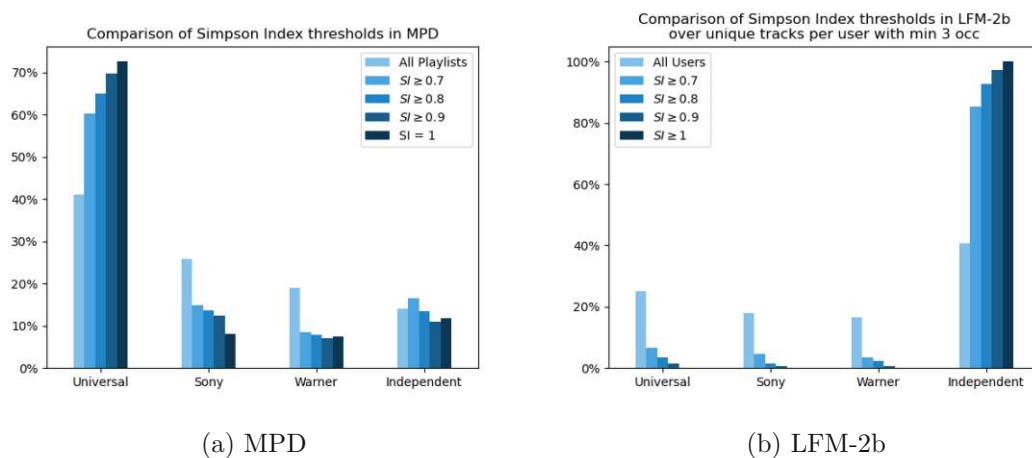 Comparison of Simpson Index thresholds in MPD
70%
60%
50%
40%
30%
20%
10%
0%
All Playlists
SI ≥ 0.7
SI ≥ 0.8
SI ≥ 0.9
SI = 1
Universal Sony Warner Independent
(a) MPD
Comparison of Simpson Index thresholds in LFM-2b
over unique tracks per user with min 3 occ
100%
80%
60%
40%
20%
0%
All Users
SI ≥ 0.7
SI ≥ 0.8
SI ≥ 0.9
SI ≥ 1
Universal Sony Warner Independent
(b) LFM-2b